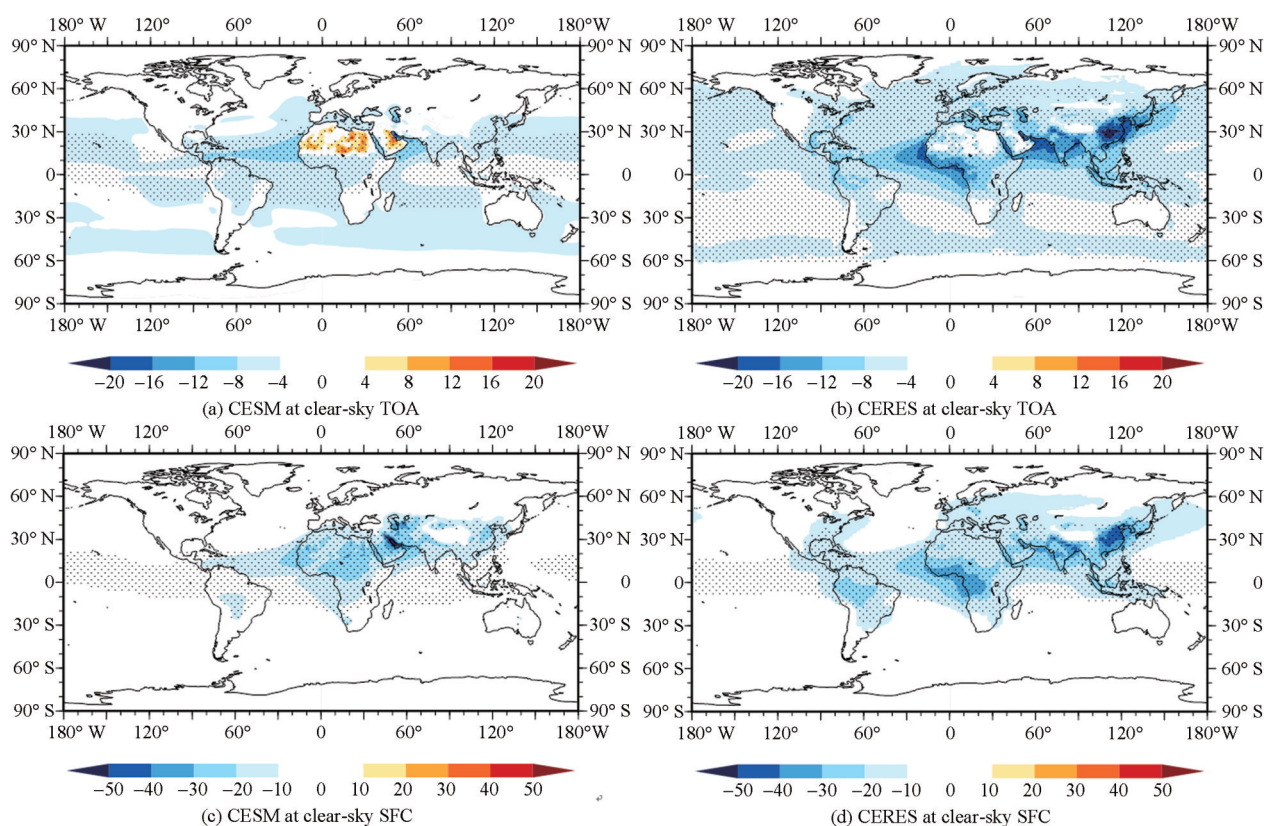 180° W 60° 0 60° 120° 180°W 180° W 60° 0 60° 120° 180°W
90° N 90° N 90° N 90° N
60° N 60° N 60° N 60° N
30° N 30° N 30° N 30° N
0 0 0 0
30° S 30° S 30° S 30° S
60° S 60° S 60° S 60° S
90° S 90° S 90° S 90° S
180° W 60° 0 60° 120° 180°W 180° W 60° 0 60° 120° 180°W
−20 −16 −12 −8 −4 0 4 8 12 16 20 −20 −16 −12 −8 −4 0 4 8 12 16 20
(a) CESM at clear-sky TOA (b) CERES at clear-sky TOA
180° W 60° 0 60° 120° 180°W 180° W 60° 0 60° 120° 180°W
90° N 90° N 90° N 90° N
60° N 60° N 60° N 60° N
30° N 30° N 30° N 30° N
0 0 0 0
30° S 30° S 30° S 30° S
60° S 60° S 60° S 60° S
90° S 90° S 90° S 90° S
180° W 60° 0 60° 120° 180°W 180° W 60° 0 60° 120° 180°W
−50 −40 −30 −20 −10 0 10 20 30 40 50 −50 −40 −30 −20 −10 0 10 20 30 40 50
(c) CESM at clear-sky SFC (d) CERES at clear-sky SFC